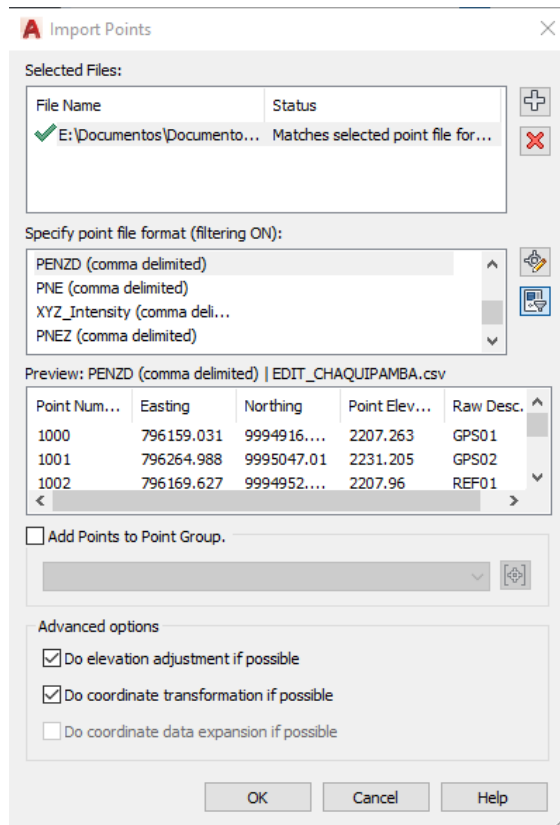 Import Points
Selected Files:
File Name Status
E:\Documentos\Documento... Matches selected point file for...
Specify point file format (filtering ON):
PENZD (comma delimited)
PNE (comma delimited)
XYZ_Intensity (comma deli...
PNEZ (comma delimited)
Preview: PENZD (comma delimited) | EDIT_CHAQUIPAMBA.csv
Point Num... Easting Northing Point Elev... Raw Desc.
1000 796159.031 9994916.... 2207.263 GPS01
1001 796264.988 9995047.01 2231.205 GPS02
1002 796169.627 9994952.... 2207.96 REF01
Add Points to Point Group.
Advanced options
Do elevation adjustment if possible
Do coordinate transformation if possible
Do coordinate data expansion if possible
OK Cancel Help